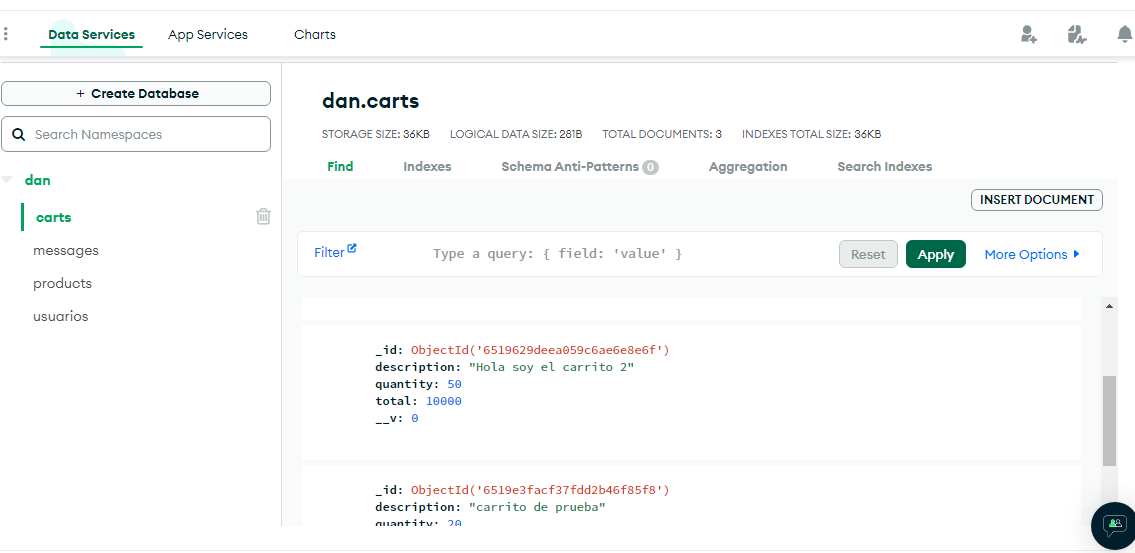 Data Services App Services Charts
+ Create Database
Search Namespaces
dan
carts
messages
products
usuarios
dan.carts
STORAGE SIZE: 36KB LOGICAL DATA SIZE: 281B TOTAL DOCUMENTS: 3 INDEXES TOTAL SIZE: 36KB
Find Indexes Schema Anti-Patterns 0 Aggregation Search Indexes
INSERT DOCUMENT
Filter Type a query: { field: 'value' } Reset Apply More Options
_id: ObjectId('6519629deea059c6ae6e8e6f')
description: "Hola soy el carrito 2"
quantity: 50
total: 10000
__v: 0
_id: ObjectId('6519e3facf37fdd2b46f85f8')
description: "carrito de prueba"
quantity: 20